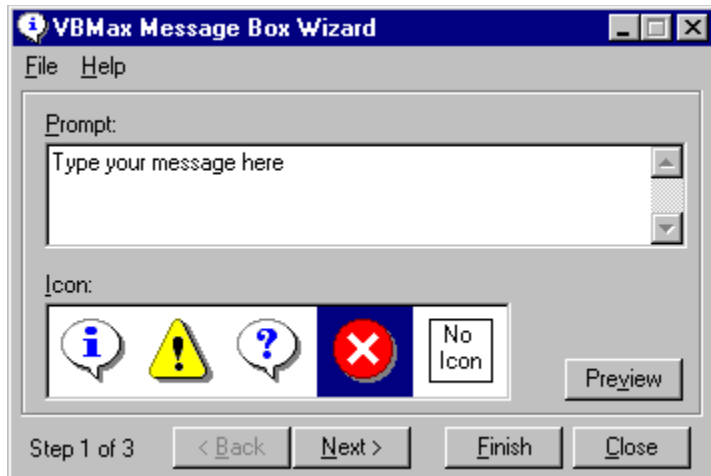 VBMax Message Box Wizard
File Help
Prompt:
Type your message here
Icon:
No
Icon
Preview
Step 1 of 3 < Back Next > Finish Close